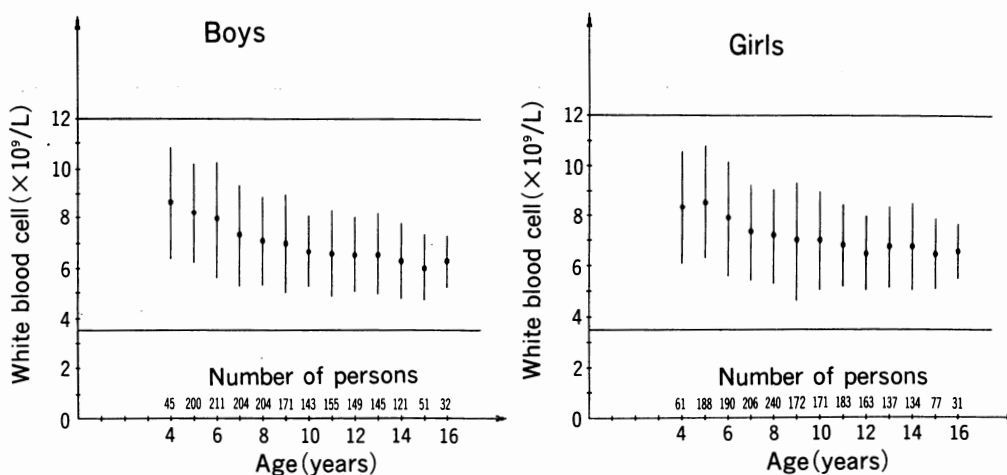 Boys
White blood cell (×10⁹/L)
12
10
8
6
4
2
0
Number of persons
45 200 211 204 204 171 143 155 149 145 121 51 32
4 6 8 10 12 14 16
Age (years)
Girls
White blood cell (×10⁹/L)
12
10
8
6
4
2
0
Number of persons
61 188 190 206 240 172 171 183 163 137 134 77 31
4 6 8 10 12 14 16
Age (years)